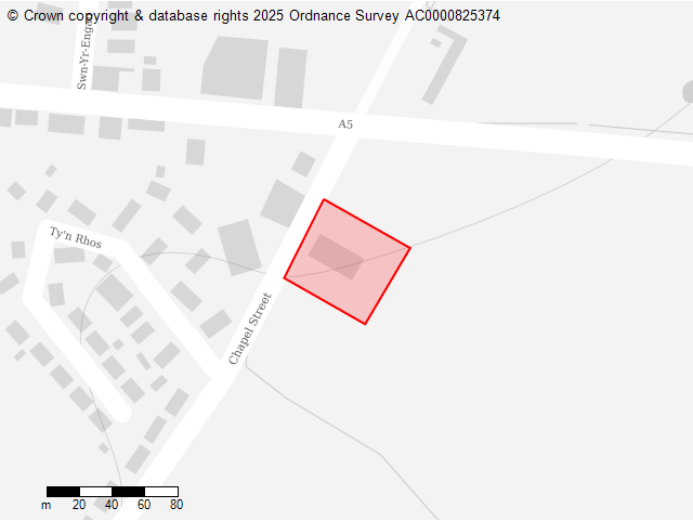 © Crown copyright & database rights 2025 Ordnance Survey AC0000825374
Swn-Yr-Engan
A5
Ty'n Rhos
Chapel Street
m 20 40 60 80